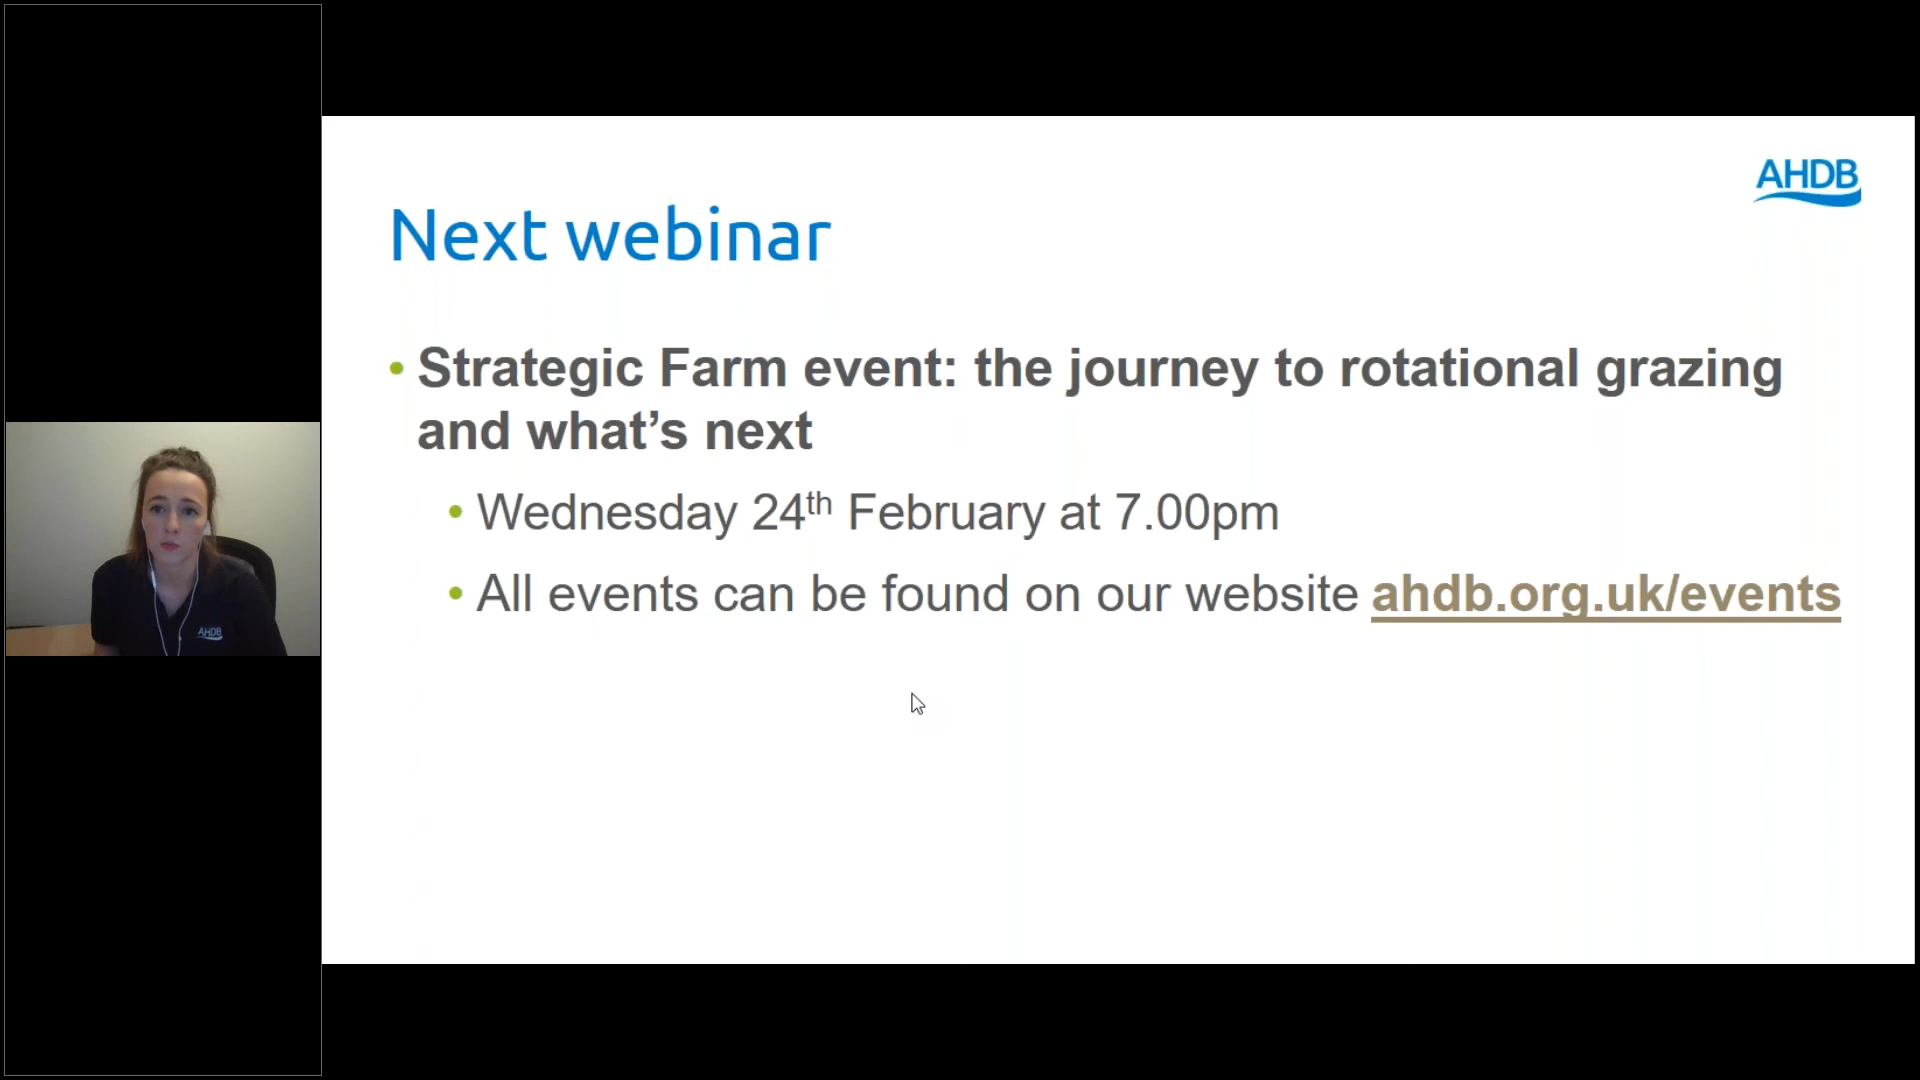 AHDB
Next webinar
• Strategic Farm event: the journey to rotational grazing
and what’s next
• Wednesday 24th February at 7.00pm
• All events can be found on our website ahdb.org.uk/events
AHDB